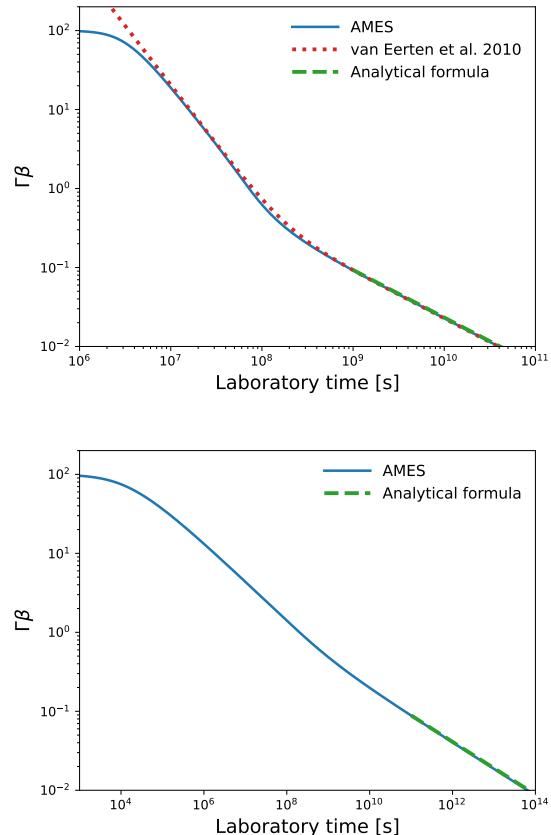 AMES
van Eerten et al. 2010
Analytical formula
10²
10¹
10⁰
10⁻¹
10⁻²
Γβ
10⁶ 10⁷ 10⁸ 10⁹ 10¹⁰ 10¹¹
Laboratory time [s]
AMES
Analytical formula
10²
10¹
10⁰
10⁻¹
10⁻²
Γβ
10⁴ 10⁶ 10⁸ 10¹⁰ 10¹² 10¹⁴
Laboratory time [s]